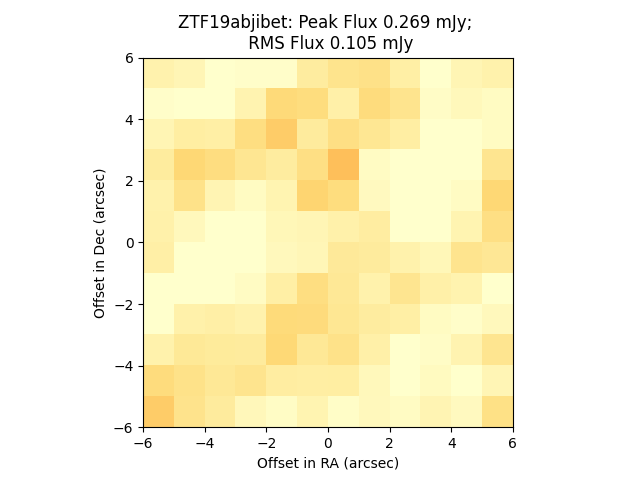 ZTF19abjibet: Peak Flux 0.269 mJy;
RMS Flux 0.105 mJy
6
4
2
0
−2
−4
−6
Offset in Dec (arcsec)
−6 −4 −2 0 2 4 6
Offset in RA (arcsec)